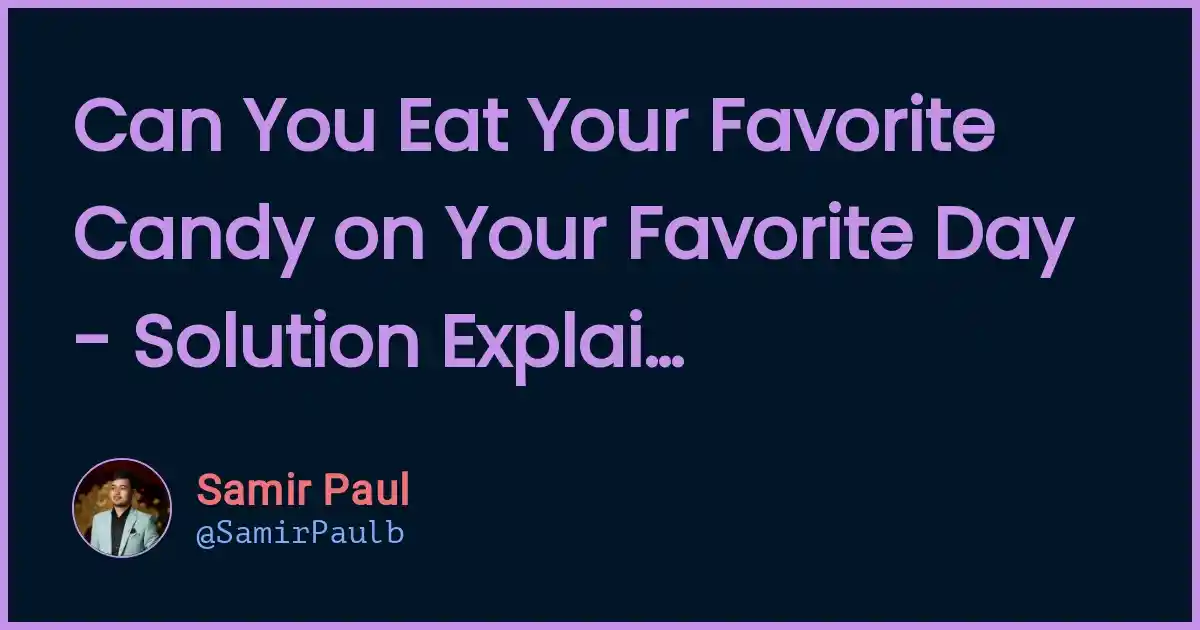 Can You Eat Your Favorite
Candy on Your Favorite Day
- Solution Explai...
Samir Paul
@SamirPaulb